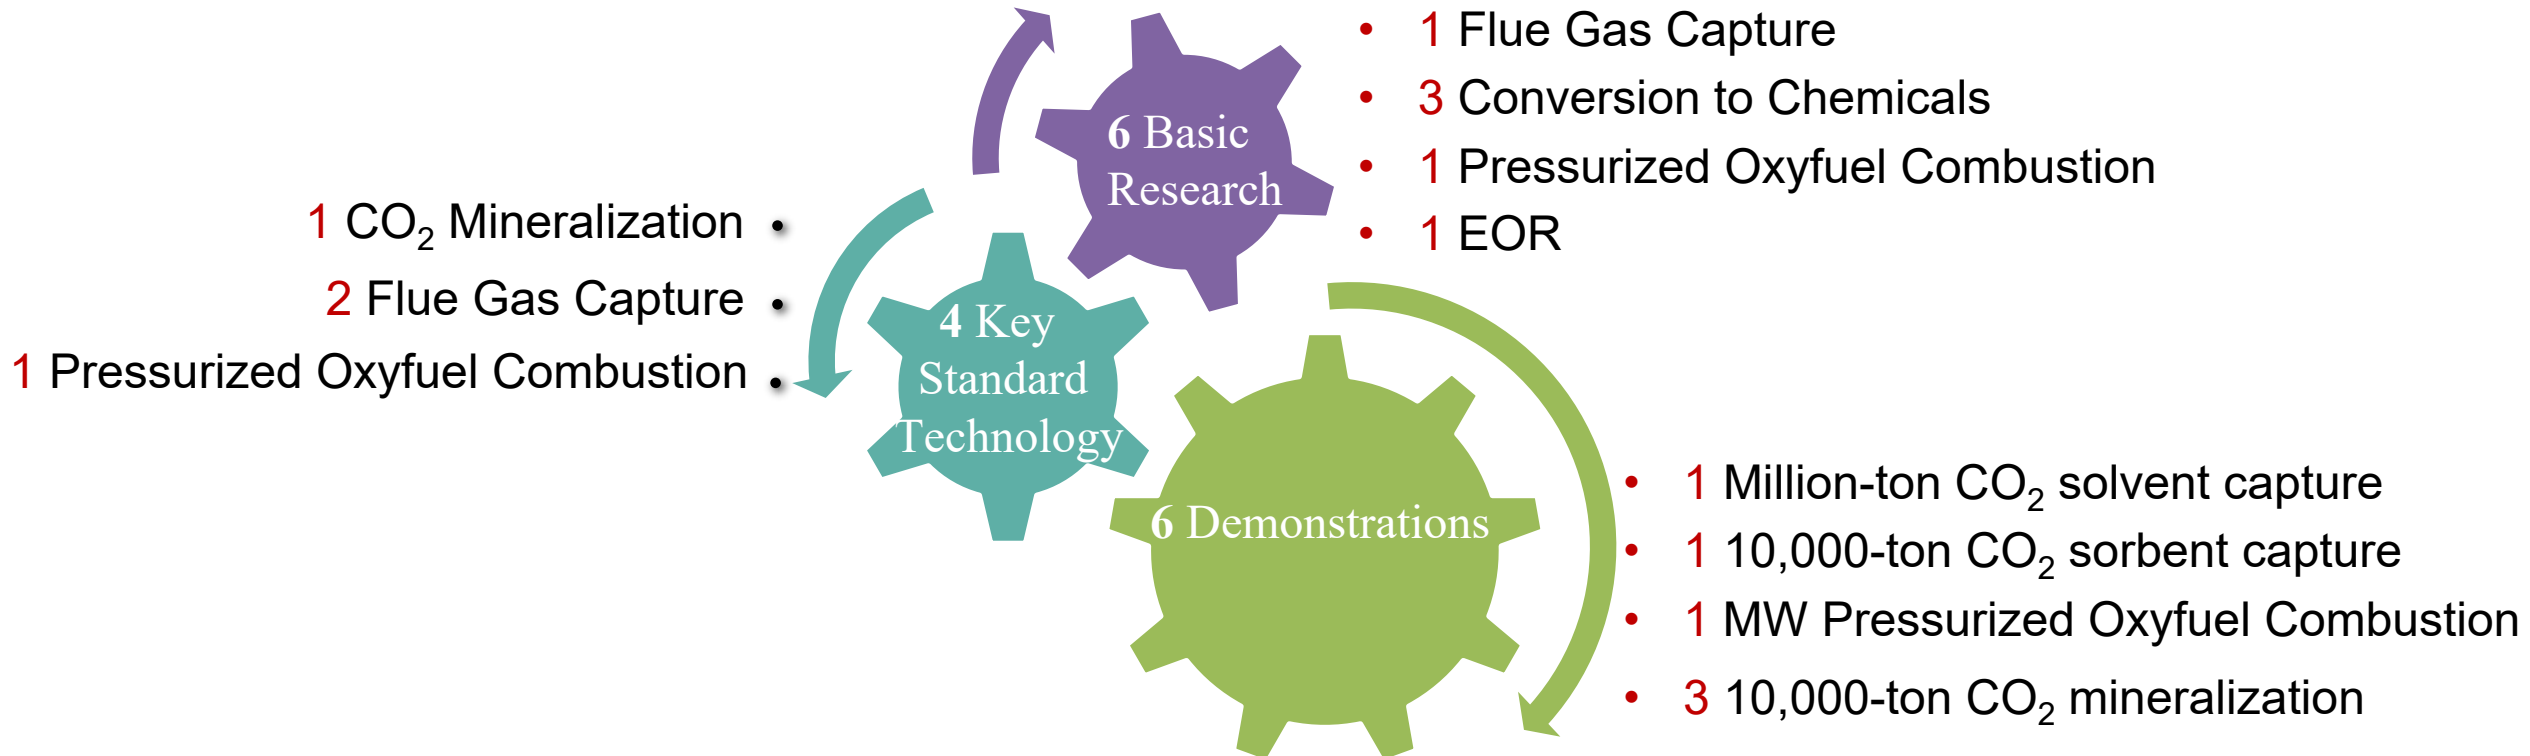 • 1 Flue Gas Capture
• 3 Conversion to Chemicals
• 1 Pressurized Oxyfuel Combustion
• 1 EOR
6 Basic
Research
1 CO₂ Mineralization •
2 Flue Gas Capture •
1 Pressurized Oxyfuel Combustion •
4 Key
Standard
Technology
6 Demonstrations
• 1 Million-ton CO₂ solvent capture
• 1 10,000-ton CO₂ sorbent capture
• 1 MW Pressurized Oxyfuel Combustion
• 3 10,000-ton CO₂ mineralization